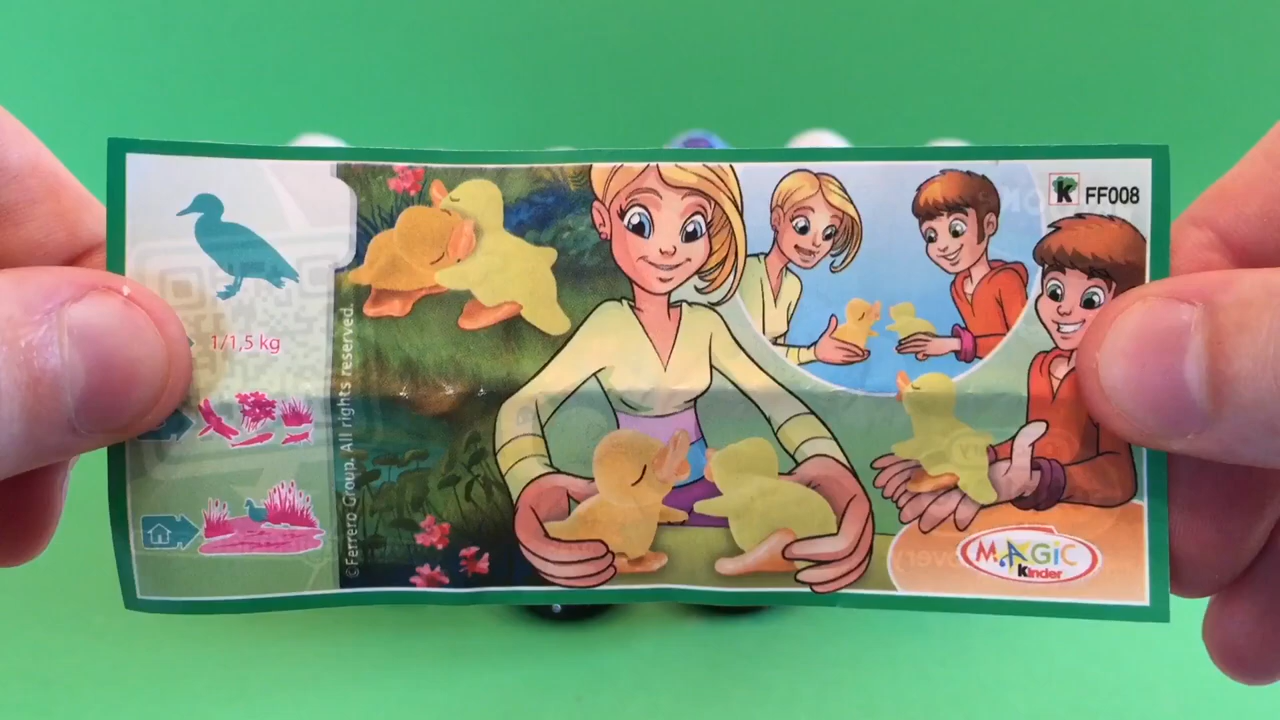 1/1,5 kg
©Ferrero Group. All rights reserved.
k FF008
MAGiC
Kinder